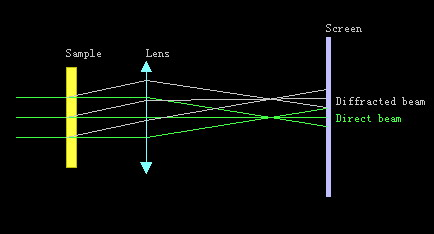 Screen
Sample
Lens
Diffracted beam
Direct beam